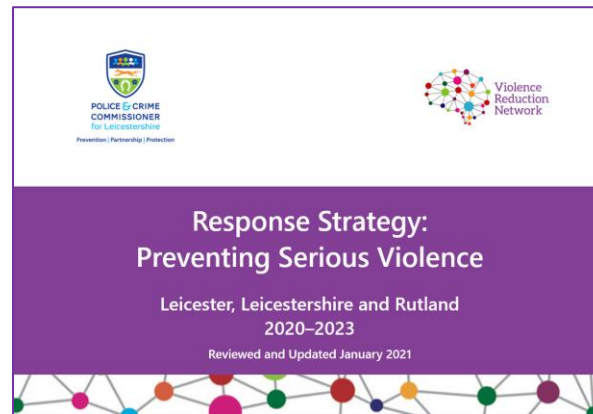 POLICE & CRIME
COMMISSIONER
for Leicestershire
Prevention | Partnership | Protection
Violence
Reduction
Network
Response Strategy:
Preventing Serious Violence
Leicester, Leicestershire and Rutland
2020–2023
Reviewed and Updated January 2021